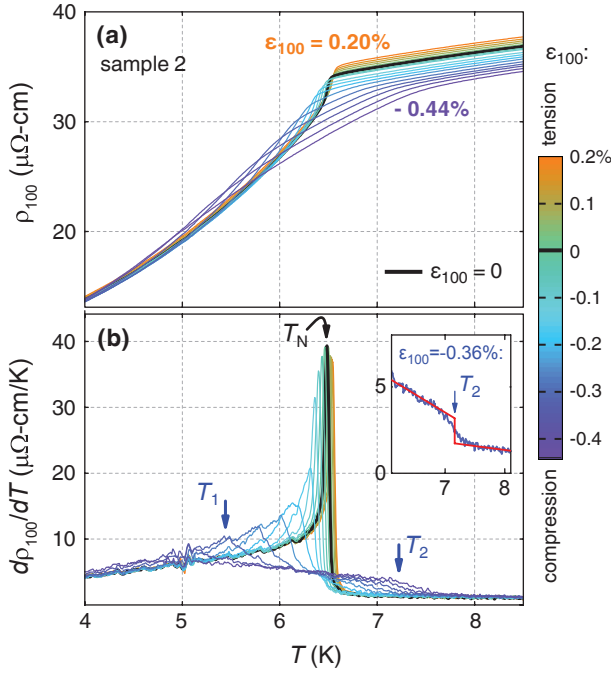 40
(a)
ε₁₀₀ = 0.20%
sample 2
30
- 0.44%
20
ρ₁₀₀ (μΩ-cm)
ε₁₀₀ = 0
(b)
T_N
ε₁₀₀=-0.36%:
T₂
5
0
7
8
40
30
20
10
T₁
T₂
dρ₁₀₀/dT (μΩ-cm/K)
4
5
6
7
8
T (K)
ε₁₀₀:
tension
0.2%
0.1
0
-0.1
-0.2
-0.3
-0.4
compression